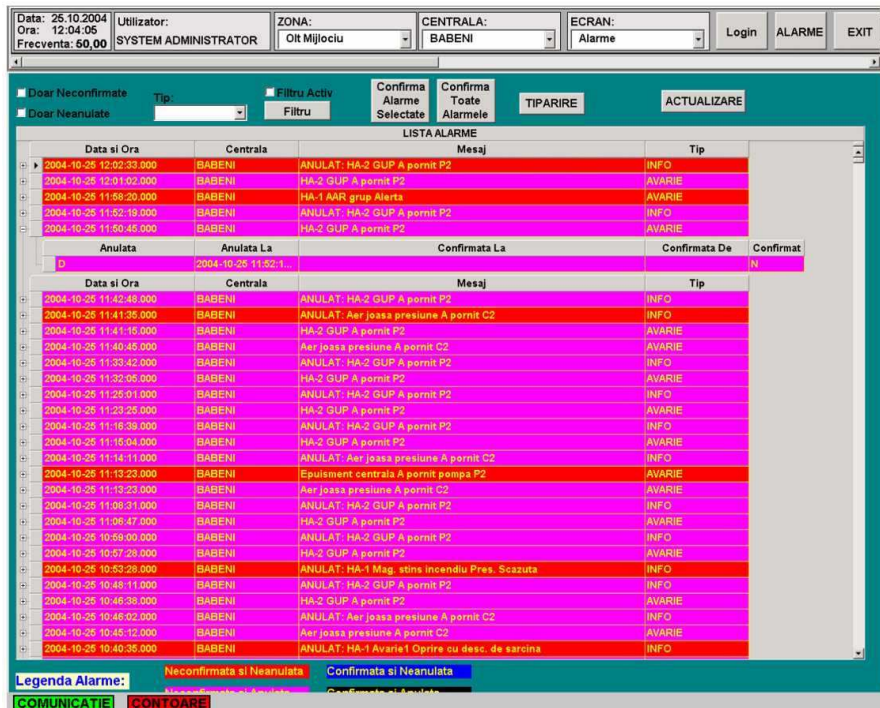 Data: 25.10.2004 Utilizator: ZONA: CENTRALA: ECRAN:
Ora: 12:04:05 SYSTEM ADMINISTRATOR Olt Mijlociu BABENI Alarme Login ALARME EXIT
Frecventa: 50,00
Doar Neconfirmate Tip: Filtru Activ Confirma Alarme Selectate Confirma Toate Alarmele TIPARIRE ACTUALIZARE
Doar Neanulate Filtru
LISTA ALARME
Data si Ora Centrala Mesaj Tip
2004-10-25 12:02:33.000 BABENI ANULAT: HA-2 GUP A pornit P2 INFO
2004-10-25 12:01:02.000 BABENI HA-2 GUP A pornit P2 AVARIE
2004-10-25 11:58:20.000 BABENI HA-1 AAR grup Alerta AVARIE
2004-10-25 11:52:19.000 BABENI ANULAT: HA-2 GUP A pornit P2 INFO
2004-10-25 11:50:45.000 BABENI HA-2 GUP A pornit P2 AVARIE
Anulata Anulata La Confirmata La Confirmata De Confirmat
D 2004-10-25 11:52:1... N
Data si Ora Centrala Mesaj Tip
2004-10-25 11:42:48.000 BABENI ANULAT: HA-2 GUP A pornit P2 INFO
2004-10-25 11:41:35.000 BABENI ANULAT: Aer joasa presiune A pornit C2 INFO
2004-10-25 11:41:15.000 BABENI HA-2 GUP A pornit P2 AVARIE
2004-10-25 11:40:45.000 BABENI Aer joasa presiune A pornit C2 AVARIE
2004-10-25 11:33:42.000 BABENI ANULAT: HA-2 GUP A pornit P2 INFO
2004-10-25 11:32:05.000 BABENI HA-2 GUP A pornit P2 AVARIE
2004-10-25 11:25:01.000 BABENI ANULAT: HA-2 GUP A pornit P2 INFO
2004-10-25 11:23:25.000 BABENI HA-2 GUP A pornit P2 AVARIE
2004-10-25 11:16:39.000 BABENI ANULAT: HA-2 GUP A pornit P2 INFO
2004-10-25 11:15:04.000 BABENI HA-2 GUP A pornit P2 AVARIE
2004-10-25 11:14:11.000 BABENI ANULAT: Aer joasa presiune A pornit C2 INFO
2004-10-25 11:13:23.000 BABENI Epuisment centrala A pornit pompa P2 AVARIE
2004-10-25 11:13:23.000 BABENI Aer joasa presiune A pornit C2 AVARIE
2004-10-25 11:08:31.000 BABENI ANULAT: HA-2 GUP A pornit P2 INFO
2004-10-25 11:06:47.000 BABENI HA-2 GUP A pornit P2 AVARIE
2004-10-25 10:59:00.000 BABENI ANULAT: HA-2 GUP A pornit P2 INFO
2004-10-25 10:57:28.000 BABENI HA-2 GUP A pornit P2 AVARIE
2004-10-25 10:53:28.000 BABENI ANULAT: HA-1 Mag. stins incendiu Pres. Scazuta INFO
2004-10-25 10:48:11.000 BABENI ANULAT: HA-2 GUP A pornit P2 INFO
2004-10-25 10:46:38.000 BABENI HA-2 GUP A pornit P2 AVARIE
2004-10-25 10:46:02.000 BABENI ANULAT: Aer joasa presiune A pornit C2 INFO
2004-10-25 10:45:12.000 BABENI Aer joasa presiune A pornit C2 AVARIE
2004-10-25 10:40:35.000 BABENI ANULAT: HA-1 Avarie1 Oprire cu desc. de sarcina INFO
Legenda Alarme: Neconfirmata si Neanulata Confirmata si Neanulata
Neconfirmata si Anulata Confirmata si Anulata
COMUNICATIE CONTOARE